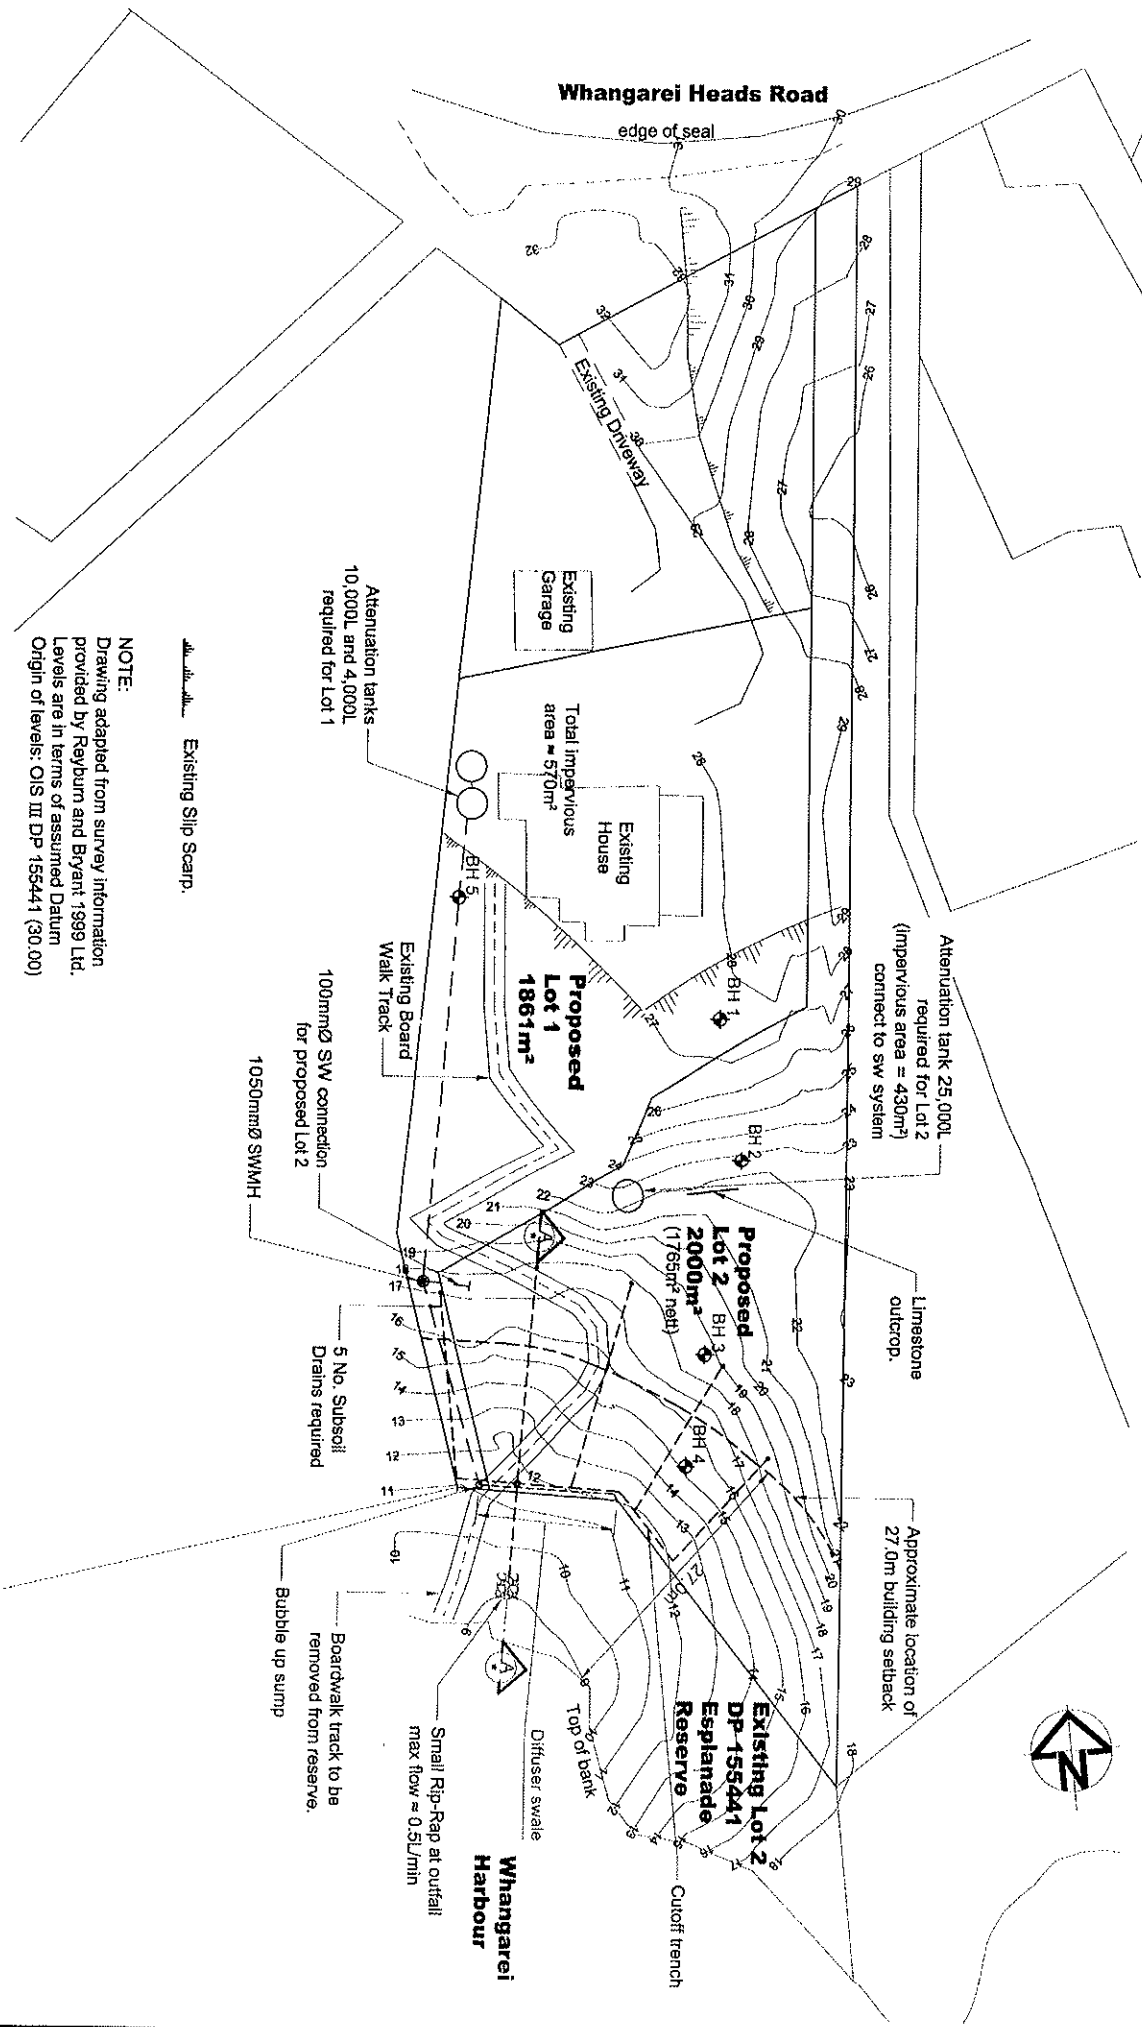 Whangarei Heads Road
edge of seal
Existing Driveway
Existing
Garage
Attenuation tanks
10,000L and 4,000L
required for Lot 1
Total impervious
area ≈ 570m²
Existing
House
BH 5
BH 1
BH 2
BH 3
BH 4
Proposed
Lot 1
1861m²
Existing Board
Walk Track
100mmØ SW connection
for proposed Lot 2
1050mmØ SWMH
Attenuation tank 25,000L
required for Lot 2
(impervious area = 430m²)
connect to sw system
Limestone
outcrop.
Proposed
Lot 2
2000m²
(1765m² nett)
5 No. Subsoil
Drains required
Approximate location of
27.0m building setback
A
A
Bubble up sump
Boardwalk track to be
removed from reserve.
Small Rip-Rap at outfall
max flow ≈ 0.5L/min
Diffuser swale
Top of bank
Cutoff trench
Existing Lot 2
DP 155441
Esplanade
Reserve
Whangarei
Harbour
N
Existing Slip Scarp.
NOTE:
Drawing adapted from survey information
provided by Reyburn and Bryant 1999 Ltd.
Levels are in terms of assumed Datum
Origin of levels: OIS III DP 155441 (30.00)